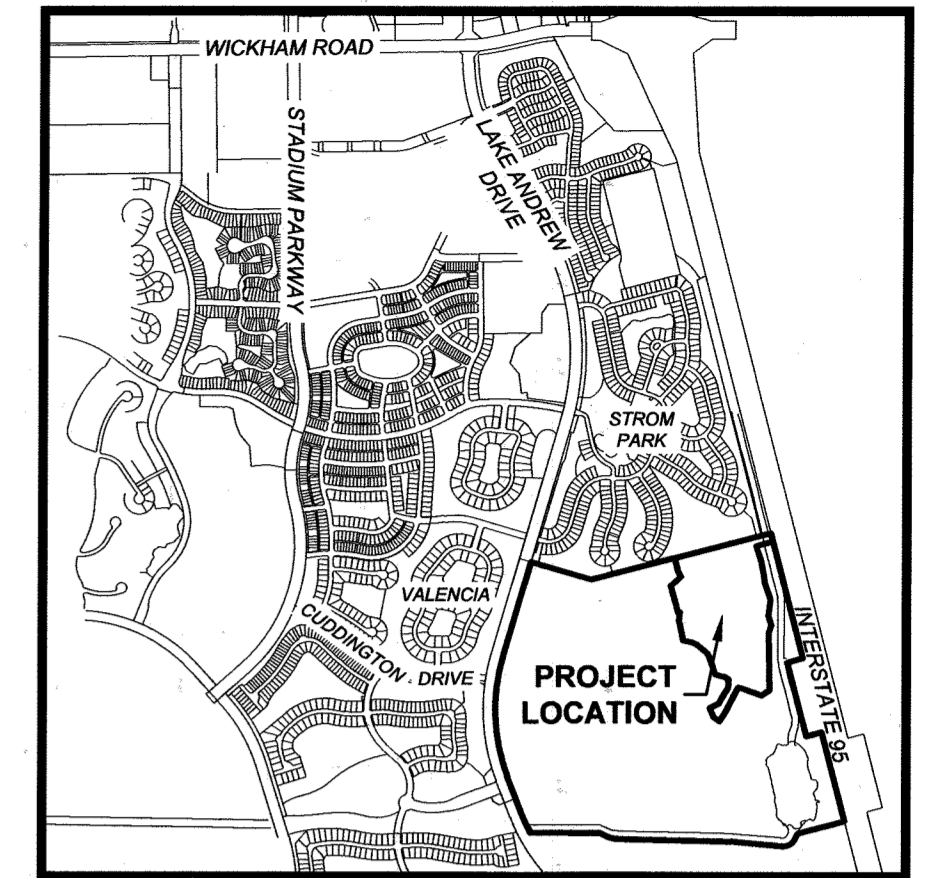 WICKHAM ROAD
STADIUM PARKWAY
LAKE ANDREW
DRIVE
STROM
PARK
VALENCIA
CUDDINGTON DRIVE
PROJECT
LOCATION
INTERSTATE 95